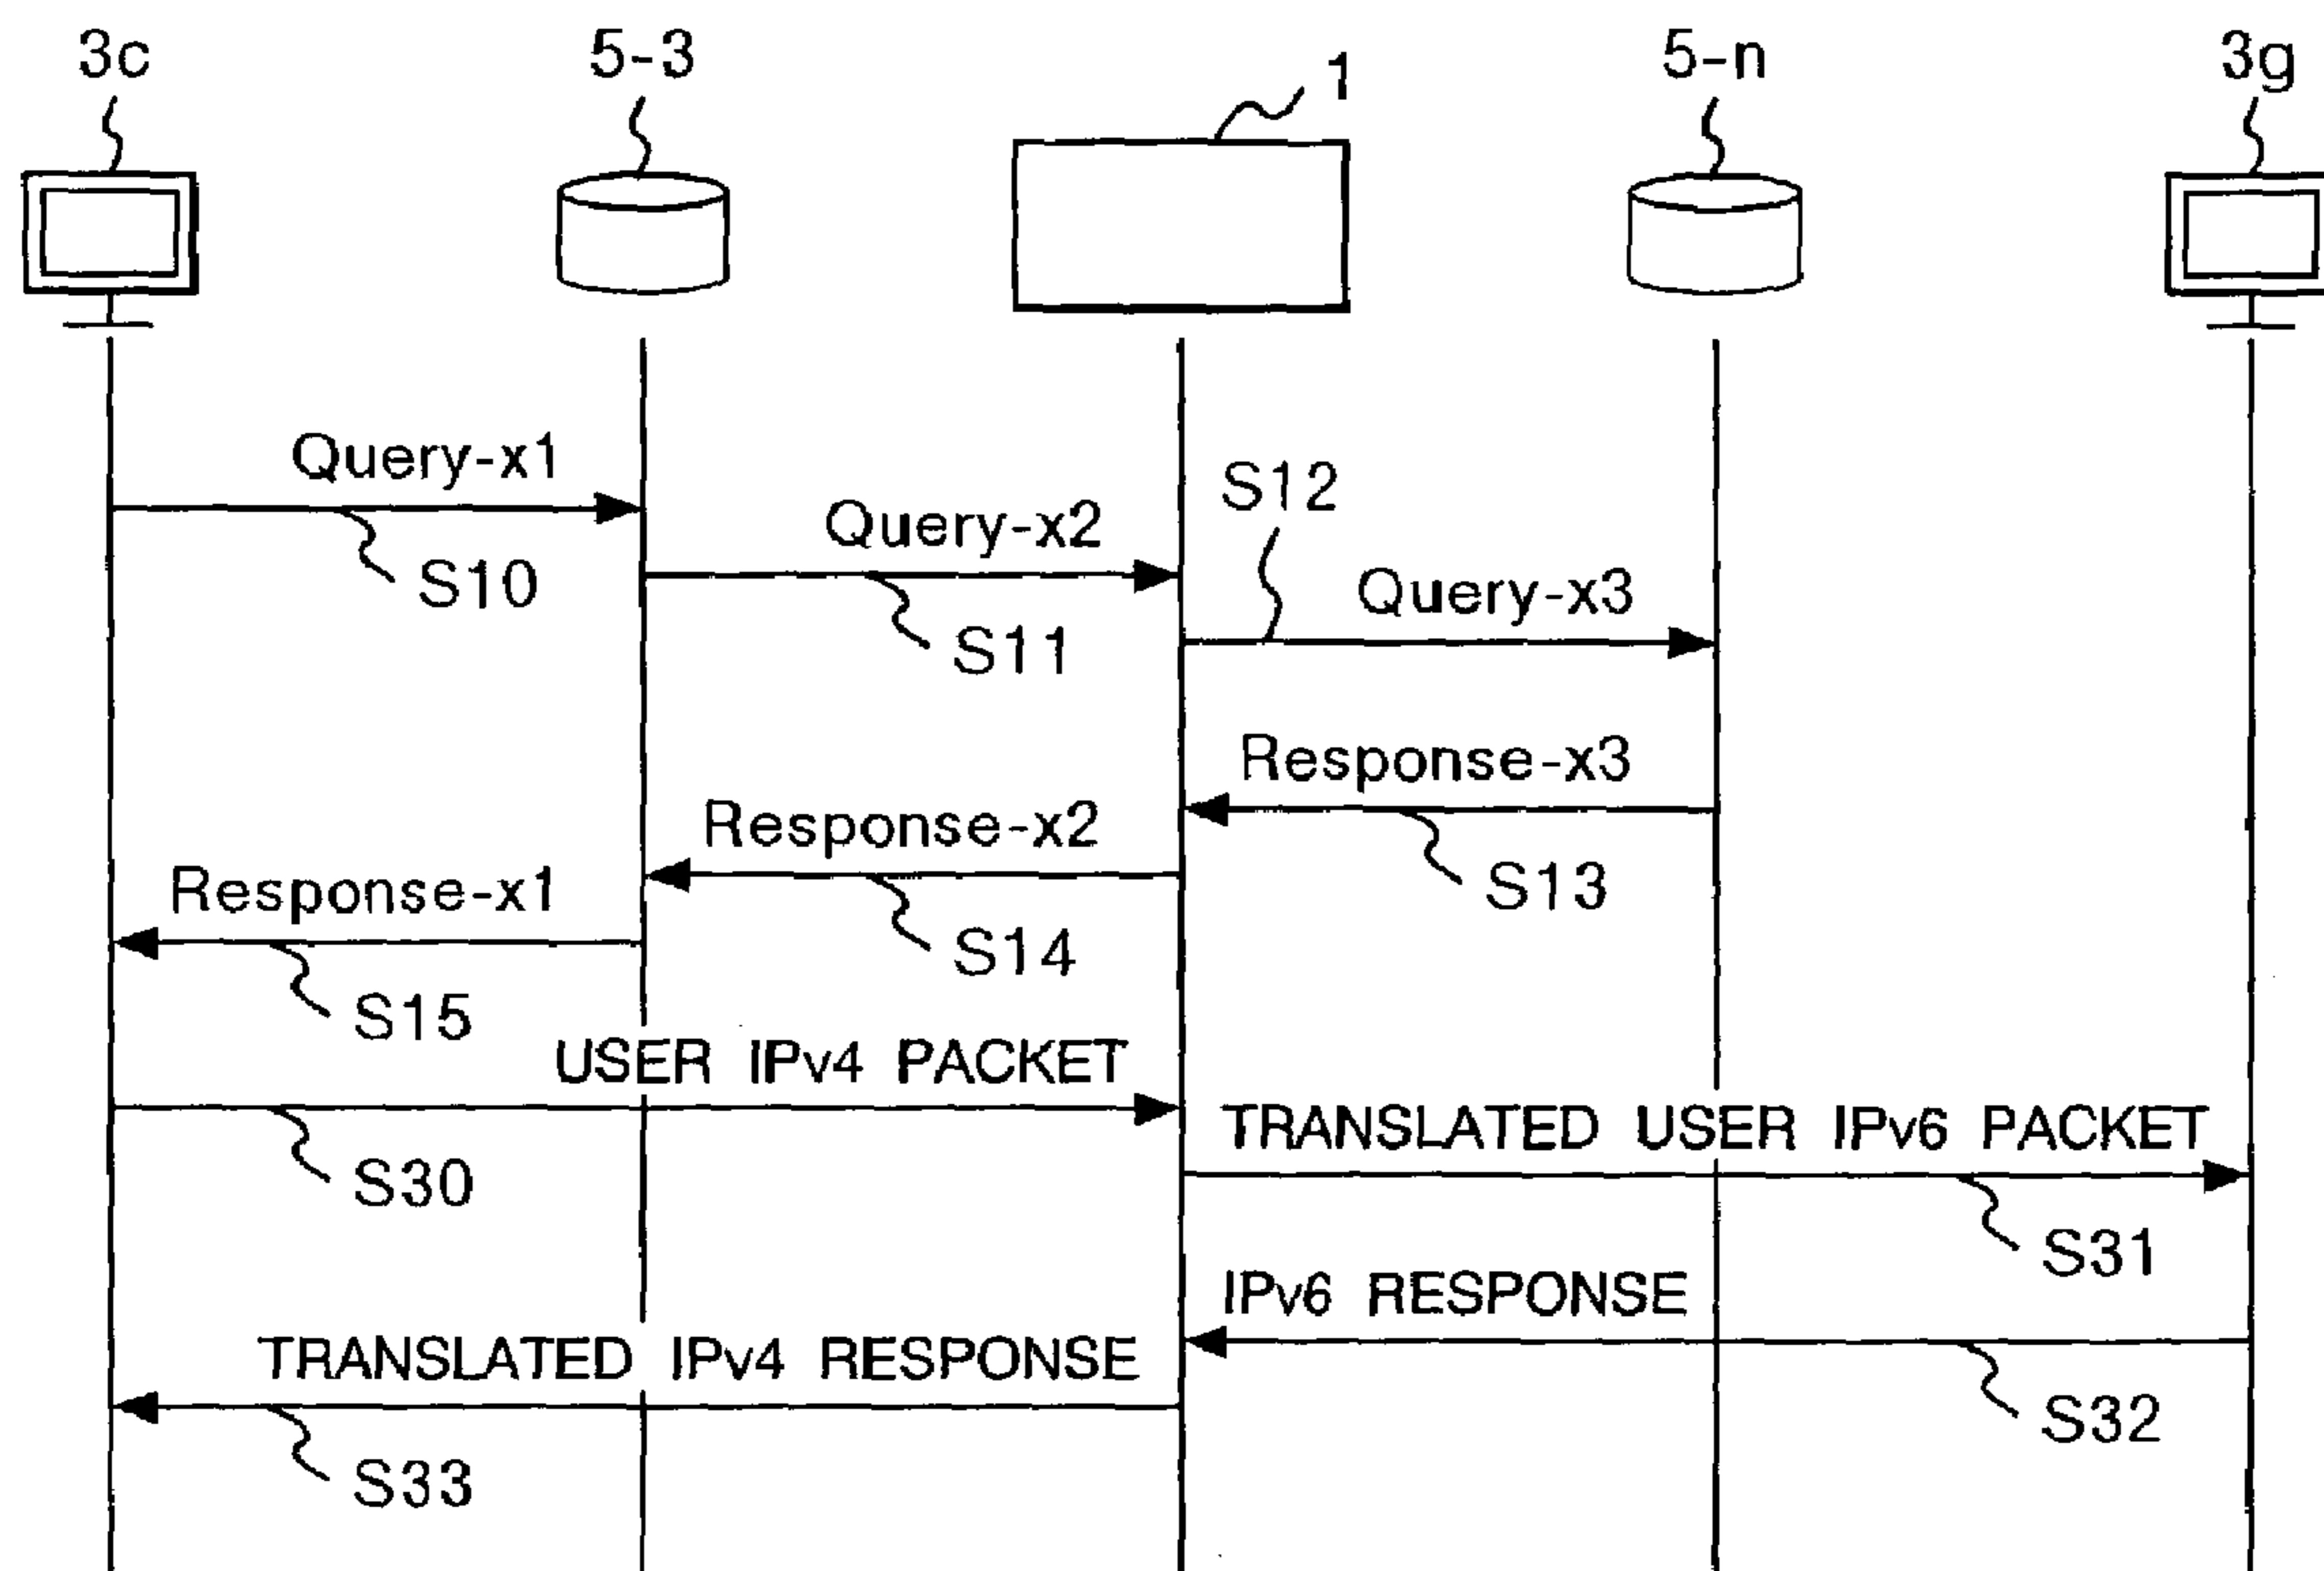 3c
5-3
1
5-n
3g
Query-x1
S10
Query-x2
S11
S12
Query-x3
Response-x3
S13
Response-x2
S14
Response-x1
S15
USER IPv4 PACKET
S30
TRANSLATED USER IPv6 PACKET
S31
IPv6 RESPONSE
S32
TRANSLATED IPv4 RESPONSE
S33